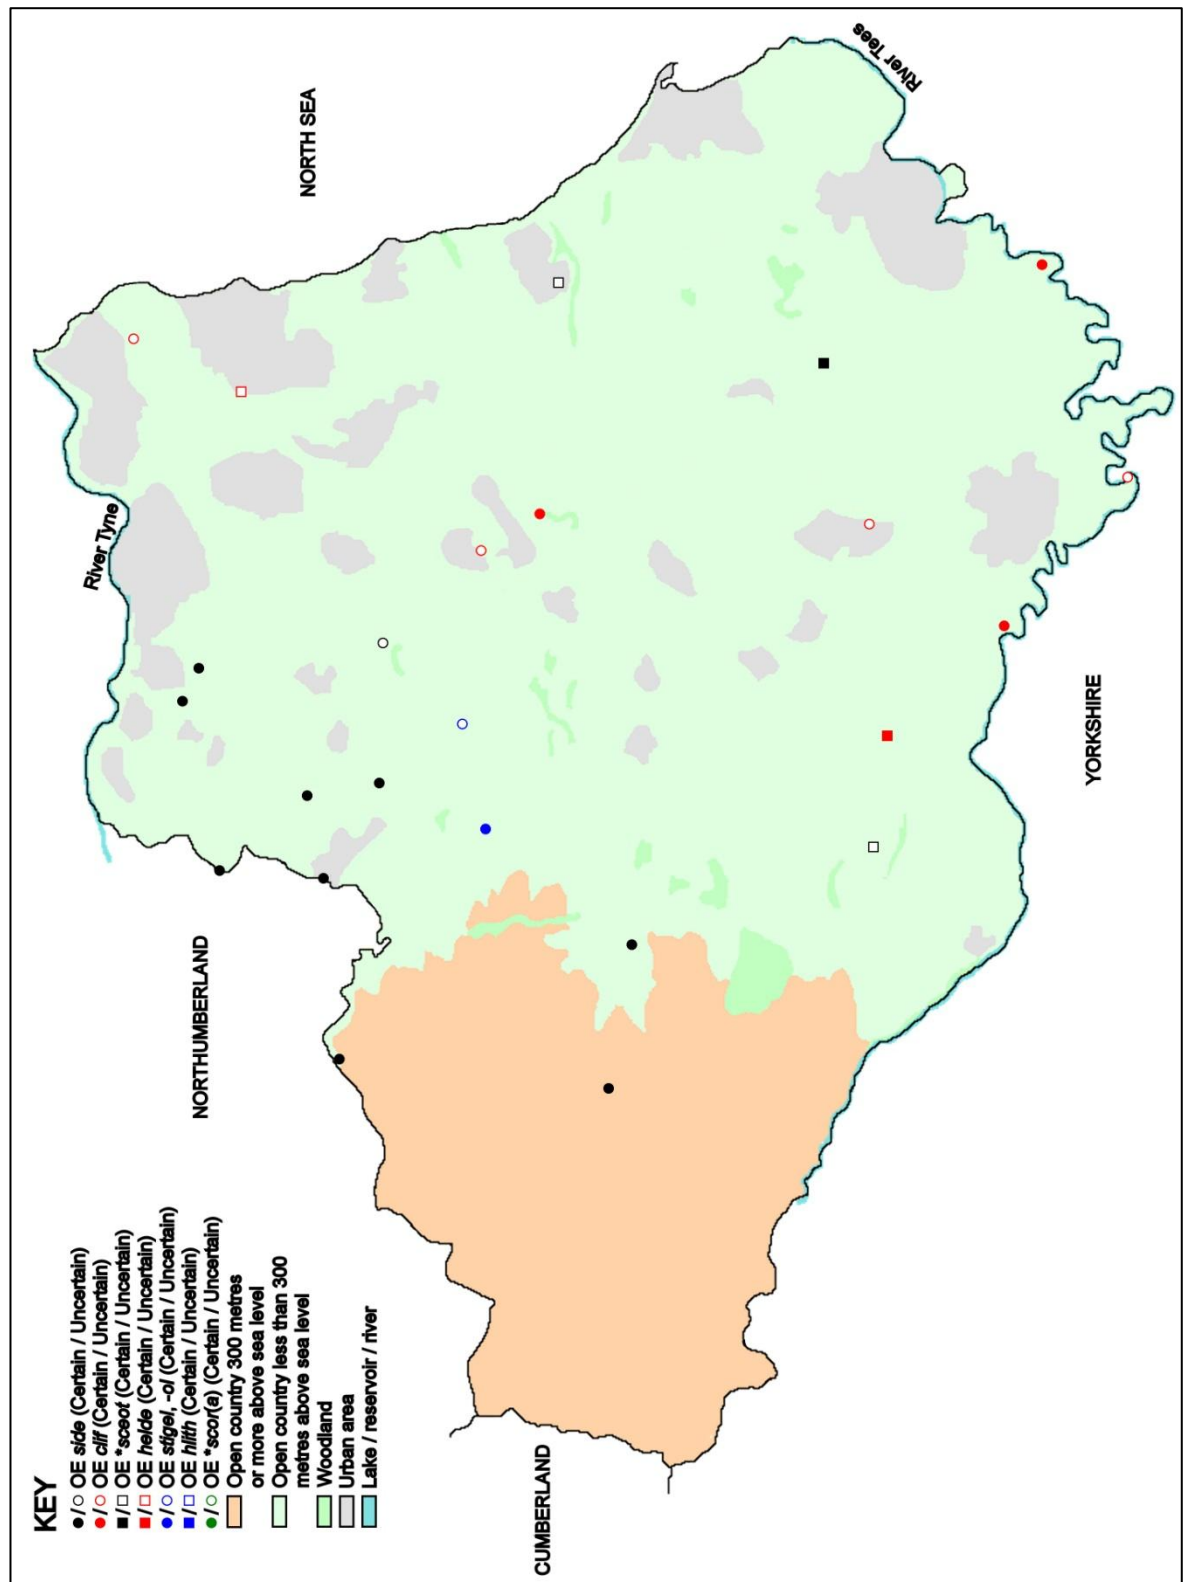 NORTH SEA
River Tees
River Tyne
NORTHUMBERLAND
YORKSHIRE
CUMBERLAND
KEY
/ OE side (Certain / Uncertain)
/ OE clif (Certain / Uncertain)
/ OE *sceot (Certain / Uncertain)
/ OE helde (Certain / Uncertain)
/ OE stigel, -ol (Certain / Uncertain)
/ OE hlith (Certain / Uncertain)
/ OE *scor(a) (Certain / Uncertain)
Open country 300 metres
or more above sea level
Open country less than 300
metres above sea level
Woodland
Urban area
Lake / reservoir / river